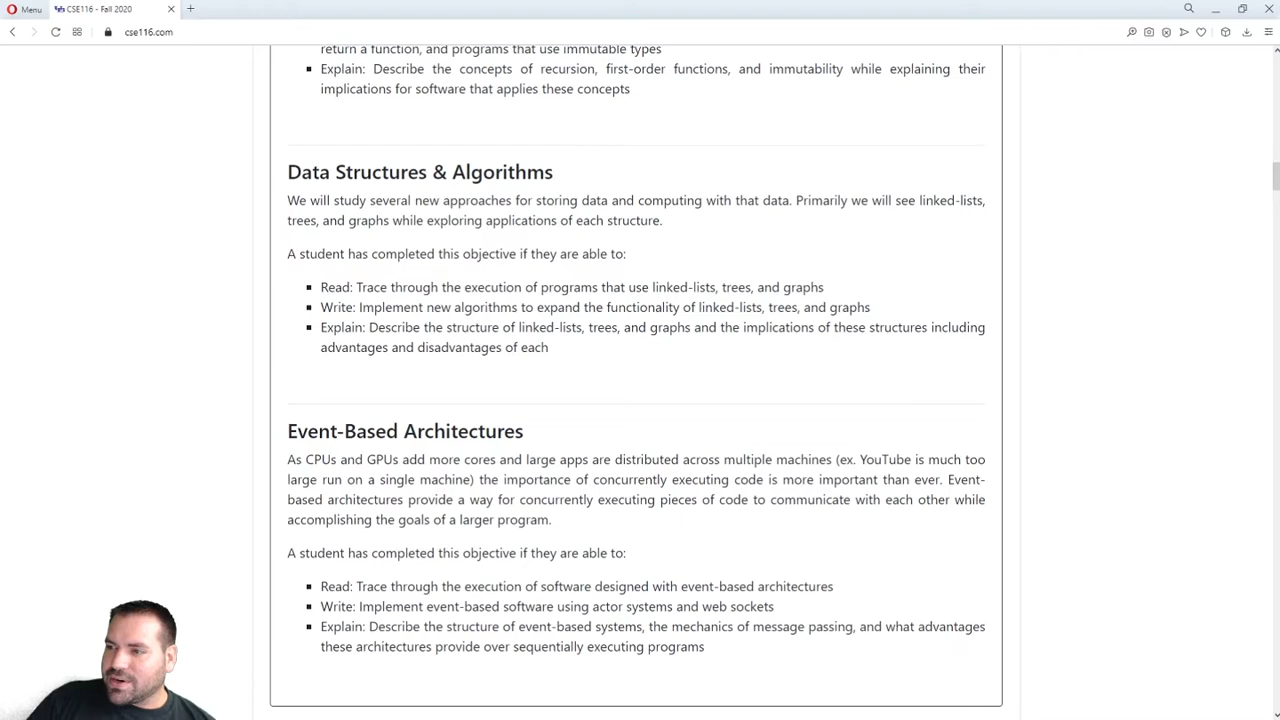 Menu
CSE116 - Fall 2020
cse116.com
return a function, and programs that use immutable types
Explain: Describe the concepts of recursion, first-order functions, and immutability while explaining their
implications for software that applies these concepts
Data Structures & Algorithms
We will study several new approaches for storing data and computing with that data. Primarily we will see linked-lists,
trees, and graphs while exploring applications of each structure.
A student has completed this objective if they are able to:
Read: Trace through the execution of programs that use linked-lists, trees, and graphs
Write: Implement new algorithms to expand the functionality of linked-lists, trees, and graphs
Explain: Describe the structure of linked-lists, trees, and graphs and the implications of these structures including
advantages and disadvantages of each
Event-Based Architectures
As CPUs and GPUs add more cores and large apps are distributed across multiple machines (ex. YouTube is much too
large run on a single machine) the importance of concurrently executing code is more important than ever. Event-
based architectures provide a way for concurrently executing pieces of code to communicate with each other while
accomplishing the goals of a larger program.
A student has completed this objective if they are able to:
Read: Trace through the execution of software designed with event-based architectures
Write: Implement event-based software using actor systems and web sockets
Explain: Describe the structure of event-based systems, the mechanics of message passing, and what advantages
these architectures provide over sequentially executing programs